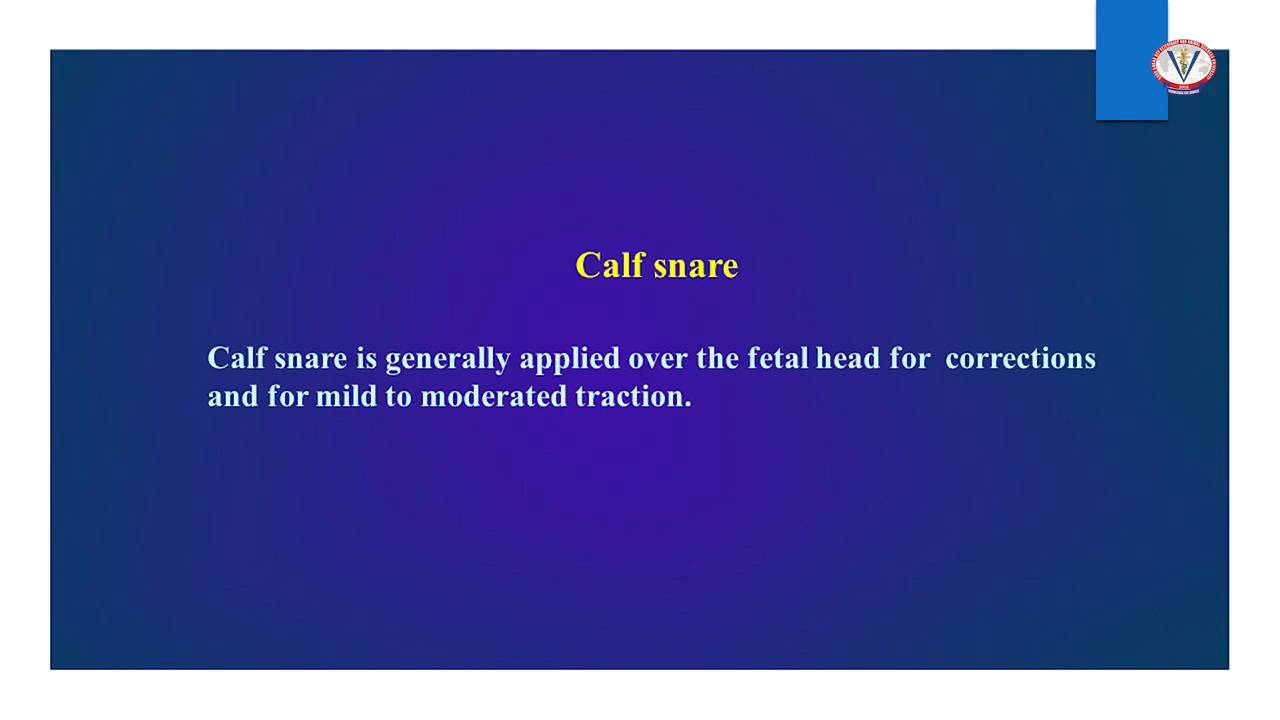 Calf snare
Calf snare is generally applied over the fetal head for corrections
and for mild to moderated traction.